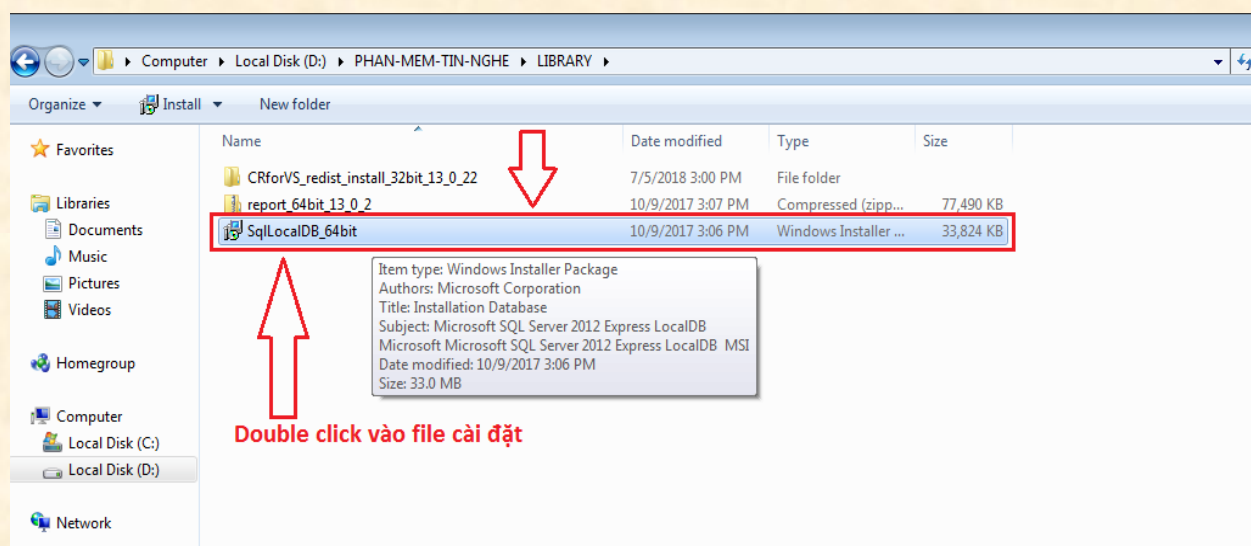 Computer Local Disk (D:) PHAN-MEM-TIN-NGHE LIBRARY
Organize Install New folder
Favorites
Libraries
Documents
Music
Pictures
Videos
Homegroup
Computer
Local Disk (C:)
Local Disk (D:)
Network
Name Date modified Type Size
CRforVS_redist_install_32bit_13_0_22 7/5/2018 3:00 PM File folder
report_64bit_13_0_2 10/9/2017 3:07 PM Compressed (zipp... 77,490 KB
SqlLocalDB_64bit 10/9/2017 3:06 PM Windows Installer ... 33,824 KB
Item type: Windows Installer Package
Authors: Microsoft Corporation
Title: Installation Database
Subject: Microsoft SQL Server 2012 Express LocalDB
Microsoft Microsoft SQL Server 2012 Express LocalDB MSI
Date modified: 10/9/2017 3:06 PM
Size: 33.0 MB
Double click vào file cài đặt